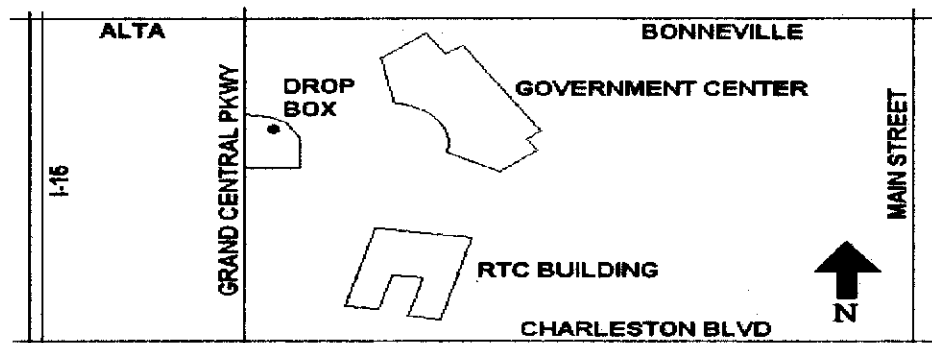 ALTA
BONNEVILLE
DROP
BOX
GOVERNMENT CENTER
GRAND CENTRAL PKWY
MAIN STREET
I-15
RTC BUILDING
N
CHARLESTON BLVD